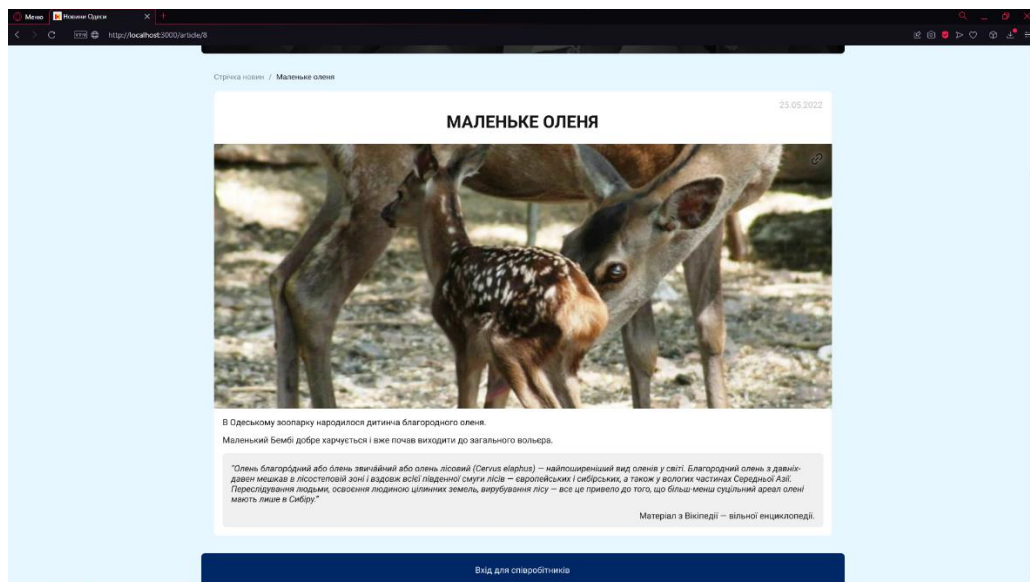 Меню Новини Одеси
VPN http://localhost:3000/article/8
Стрічка новин / Маленьке оленя
25.05.2022
МАЛЕНЬКЕ ОЛЕНЯ
В Одеському зоопарку народилося дитинча благородного оленя.
Маленький Бембі добре харчується і вже почав виходити до загального вольєра.
"Олень благоро́дний або о́лень звича́йний або олень лісовий (Cervus elaphus) — найпоширеніший вид оленів у світі. Благородний олень з давніх-
давен мешкав в лісостеповій зоні і вздовж всієї південної смуги лісів — європейських і сибірських, а також у вологих частинах Середньої Азії.
Переслідування людьми, освоєння людиною цілинних земель, вирубування лісу — все це привело до того, що більш-менш суцільний ареал олені
мають лише в Сибіру."
Матеріал з Вікіпедії — вільної енциклопедії.
Вхід для співробітників